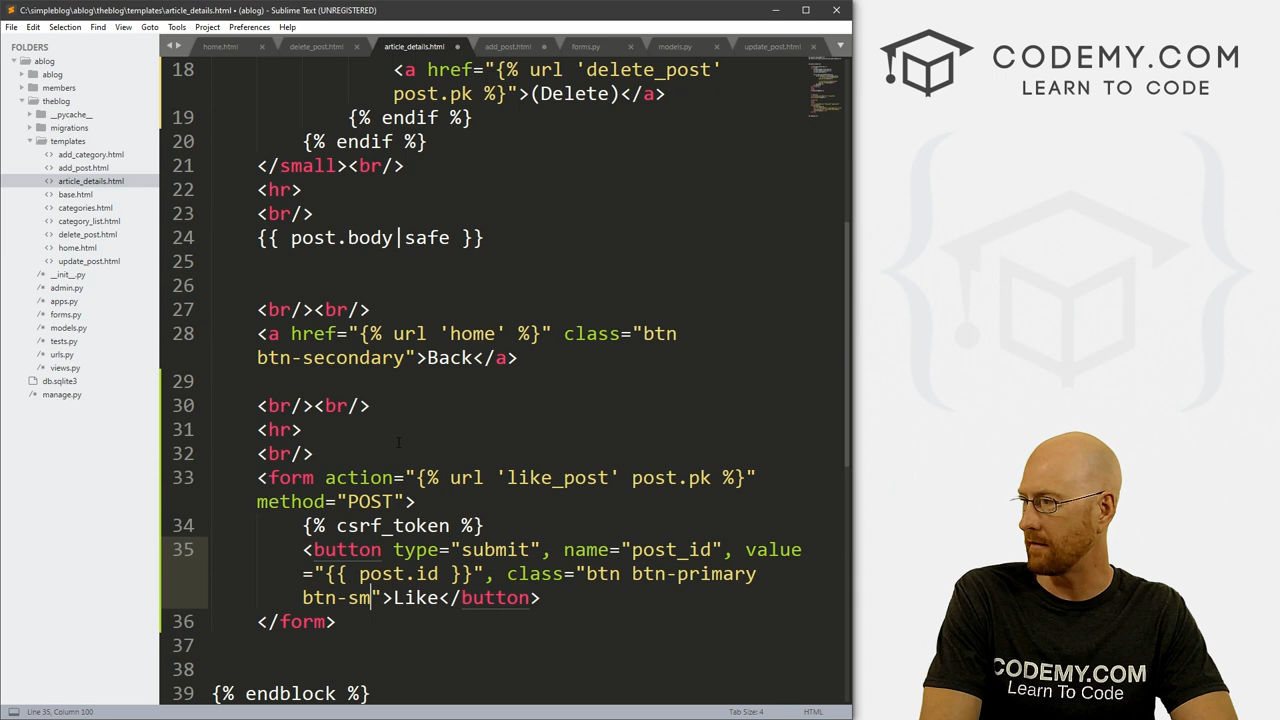 C:\simpleblog\ablog\theblog\templates\article_details.html • (ablog) - Sublime Text (UNREGISTERED)
File Edit Selection Find View Goto Tools Project Preferences Help
FOLDERS
ablog
ablog
members
theblog
__pycache__
migrations
templates
add_category.html
add_post.html
article_details.html
base.html
categories.html
category_list.html
delete_post.html
home.html
update_post.html
__init__.py
admin.py
apps.py
forms.py
models.py
tests.py
urls.py
views.py
db.sqlite3
manage.py
home.html delete_post.html article_details.html add_post.html forms.py models.py update_post.html
18 <a href="{% url 'delete_post'
post.pk %}">(Delete)</a>
19 {% endif %}
20 {% endif %}
21 </small><br/>
22 <hr>
23 <br/>
24 {{ post.body|safe }}
25
26
27 <br/><br/>
28 <a href="{% url 'home' %}" class="btn
btn-secondary">Back</a>
29
30 <br/><br/>
31 <hr>
32 <br/>
33 <form action="{% url 'like_post' post.pk %}"
method="POST">
34 {% csrf_token %}
35 <button type="submit", name="post_id", value
="{{ post.id }}", class="btn btn-primary
btn-sm">Like</button>
36 </form>
37
38
39 {% endblock %}
Line 35, Column 100
Tab Size: 4
HTML
CODEMY.COM
LEARN TO CODE
CODEMY.COM
Learn To Code